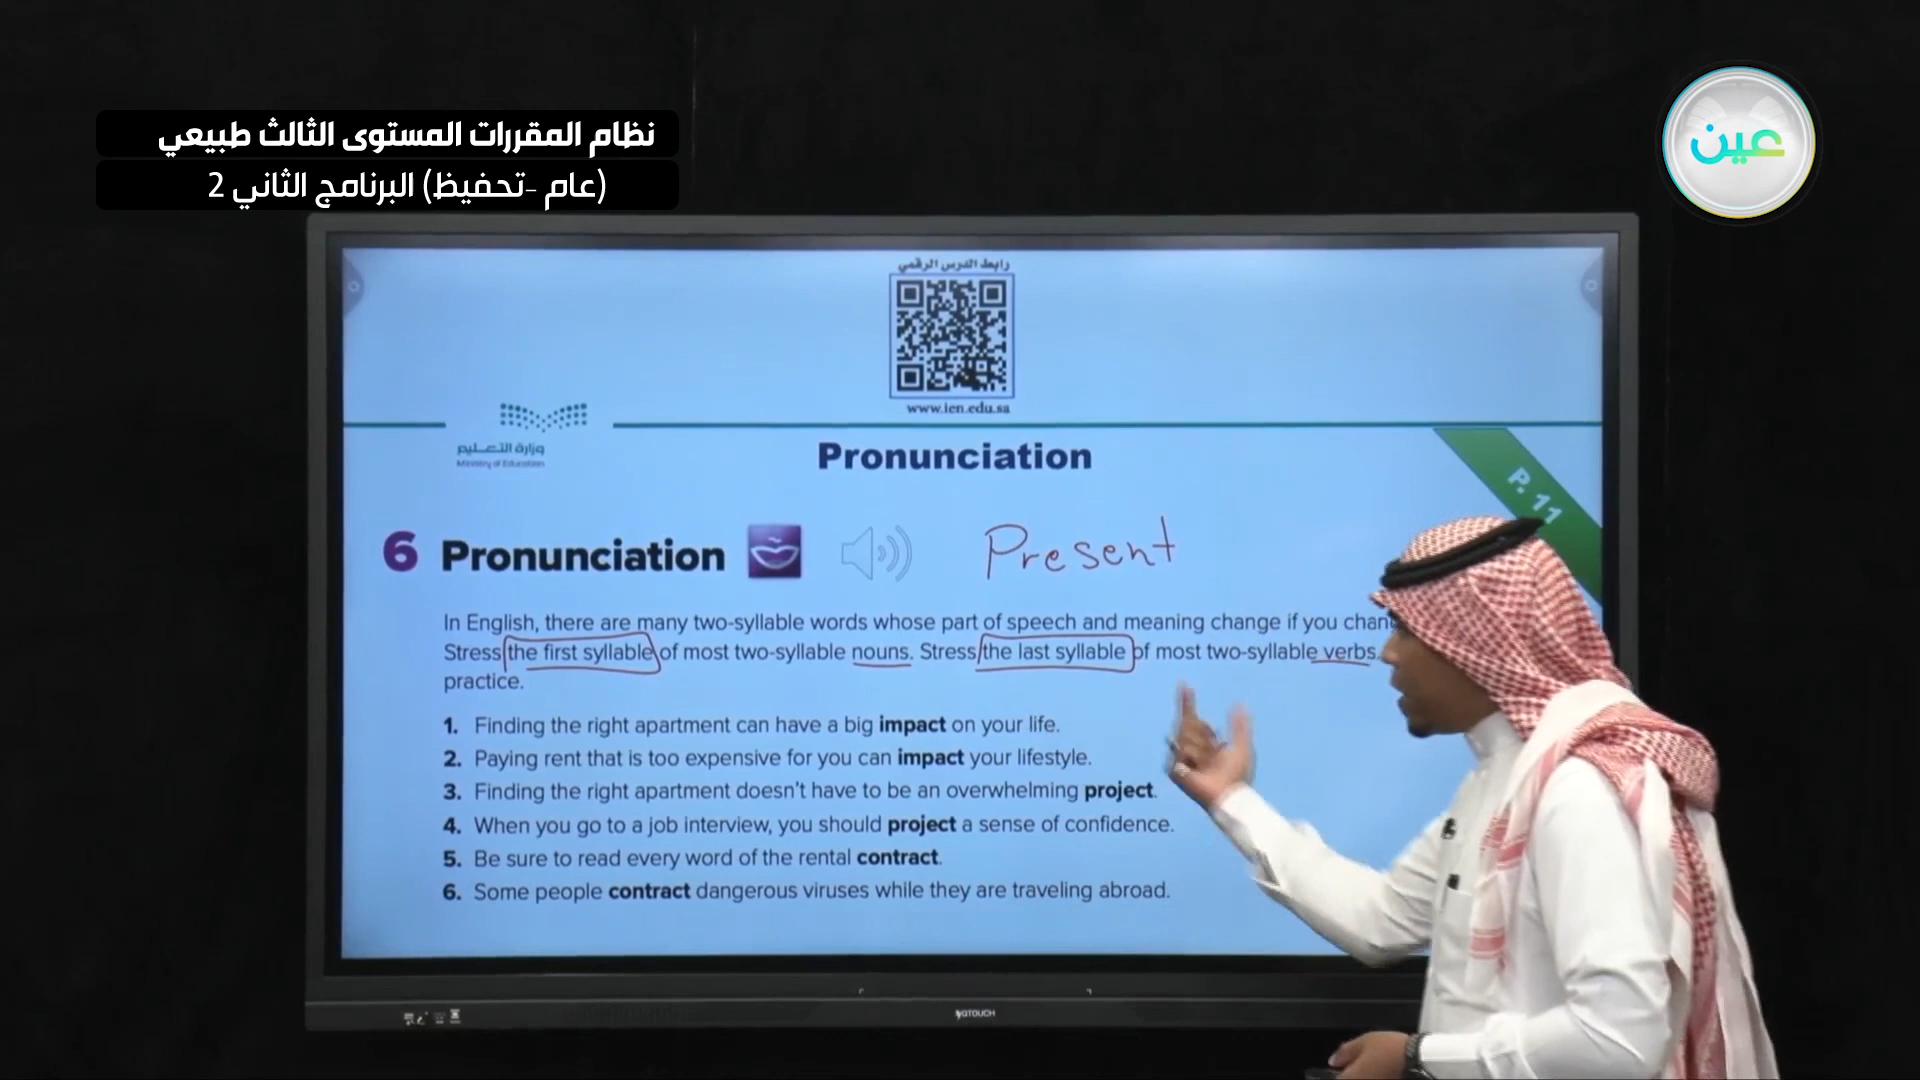 نظام المقررات المستوى الثالث طبيعي
(عام -تحفيظ) البرنامج الثاني 2
عين
رابط الدرس الرقمي
www.ien.edu.sa
وزارة التعليم
Ministry of Education
Pronunciation
P. 11
6 Pronunciation
Present
In English, there are many two-syllable words whose part of speech and meaning change if you
Stress the first syllable of most two-syllable nouns. Stress the last syllable of most two-syllable verbs.
practice.
1. Finding the right apartment can have a big impact on your life.
2. Paying rent that is too expensive for you can impact your lifestyle.
3. Finding the right apartment doesn't have to be an overwhelming project.
4. When you go to a job interview, you should project a sense of confidence.
5. Be sure to read every word of the rental contract.
6. Some people contract dangerous viruses while they are traveling abroad.